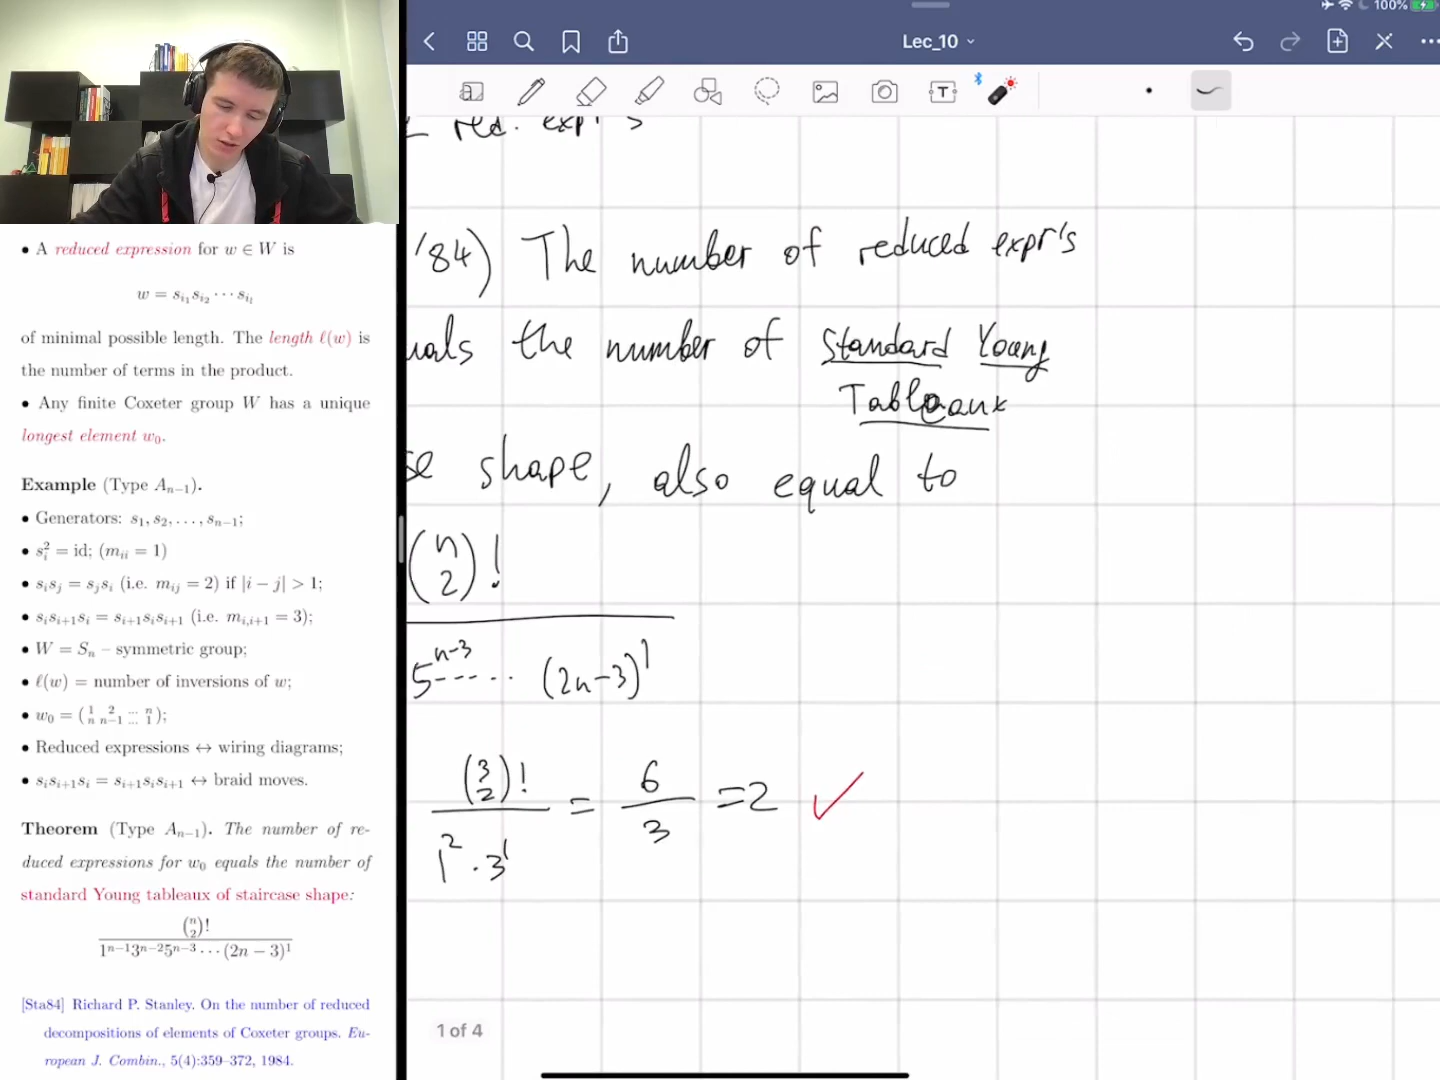 100%
Lec_10
T
red. expr's
• A reduced expression for w ∈ W is
w = s_{i_1} s_{i_2} ··· s_{i_l}
of minimal possible length. The length ℓ(w) is
the number of terms in the product.
• Any finite Coxeter group W has a unique
longest element w_0.
Example (Type A_{n−1}).
• Generators: s_1, s_2, . . . , s_{n−1};
• s_i^2 = id; (m_{ii} = 1)
• s_i s_j = s_j s_i (i.e. m_{ij} = 2) if |i − j| > 1;
• s_i s_{i+1} s_i = s_{i+1} s_i s_{i+1} (i.e. m_{i,i+1} = 3);
• W = S_n – symmetric group;
• ℓ(w) = number of inversions of w;
• w_0 = (1 2 ... n
n n−1 ... 1);
• Reduced expressions ↔ wiring diagrams;
• s_i s_{i+1} s_i = s_{i+1} s_i s_{i+1} ↔ braid moves.
Theorem (Type A_{n−1}). The number of re-
duced expressions for w_0 equals the number of
standard Young tableaux of staircase shape:
(n 2)!
1^{n−1}3^{n−2}5^{n−3} ··· (2n − 3)^1
[Sta84] Richard P. Stanley. On the number of reduced
decompositions of elements of Coxeter groups. Eu-
ropean J. Combin., 5(4):359–372, 1984.
'84) The number of reduced expr's
uals the number of Standard Young
Tableaux
se shape, also equal to
(n 2)!
5^{n-3} ..... (2n-3)^1
(3 2)! / 1^2 · 3^1 = 6 / 3 = 2 ✓
1 of 4